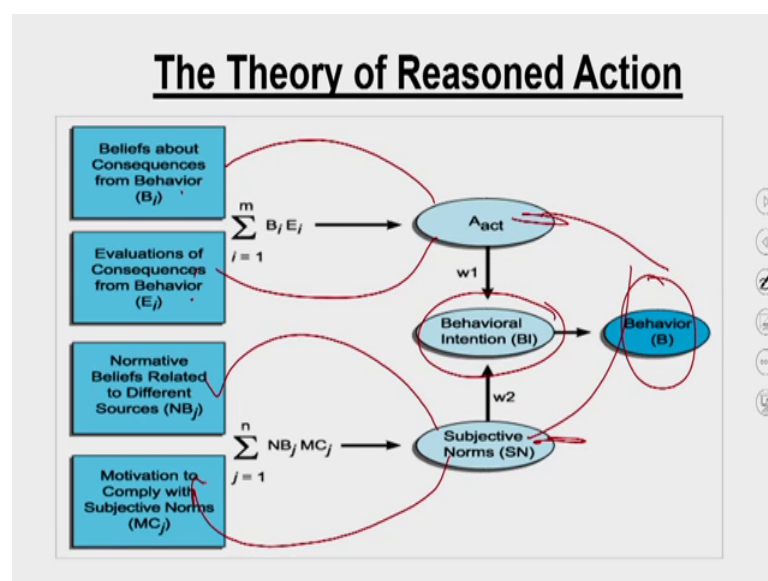 The Theory of Reasoned Action
Beliefs about
Consequences
from Behavior
(Bi)
m
∑ Bi Ei
i = 1
Evaluations of
Consequences
from Behavior
(Ei)
Aact
w1
Behavioral
Intention (BI)
Behavior
(B)
w2
Subjective
Norms (SN)
Normative
Beliefs Related
to Different
Sources (NBj)
n
∑ NBj MCj
j = 1
Motivation to
Comply with
Subjective Norms
(MCj)